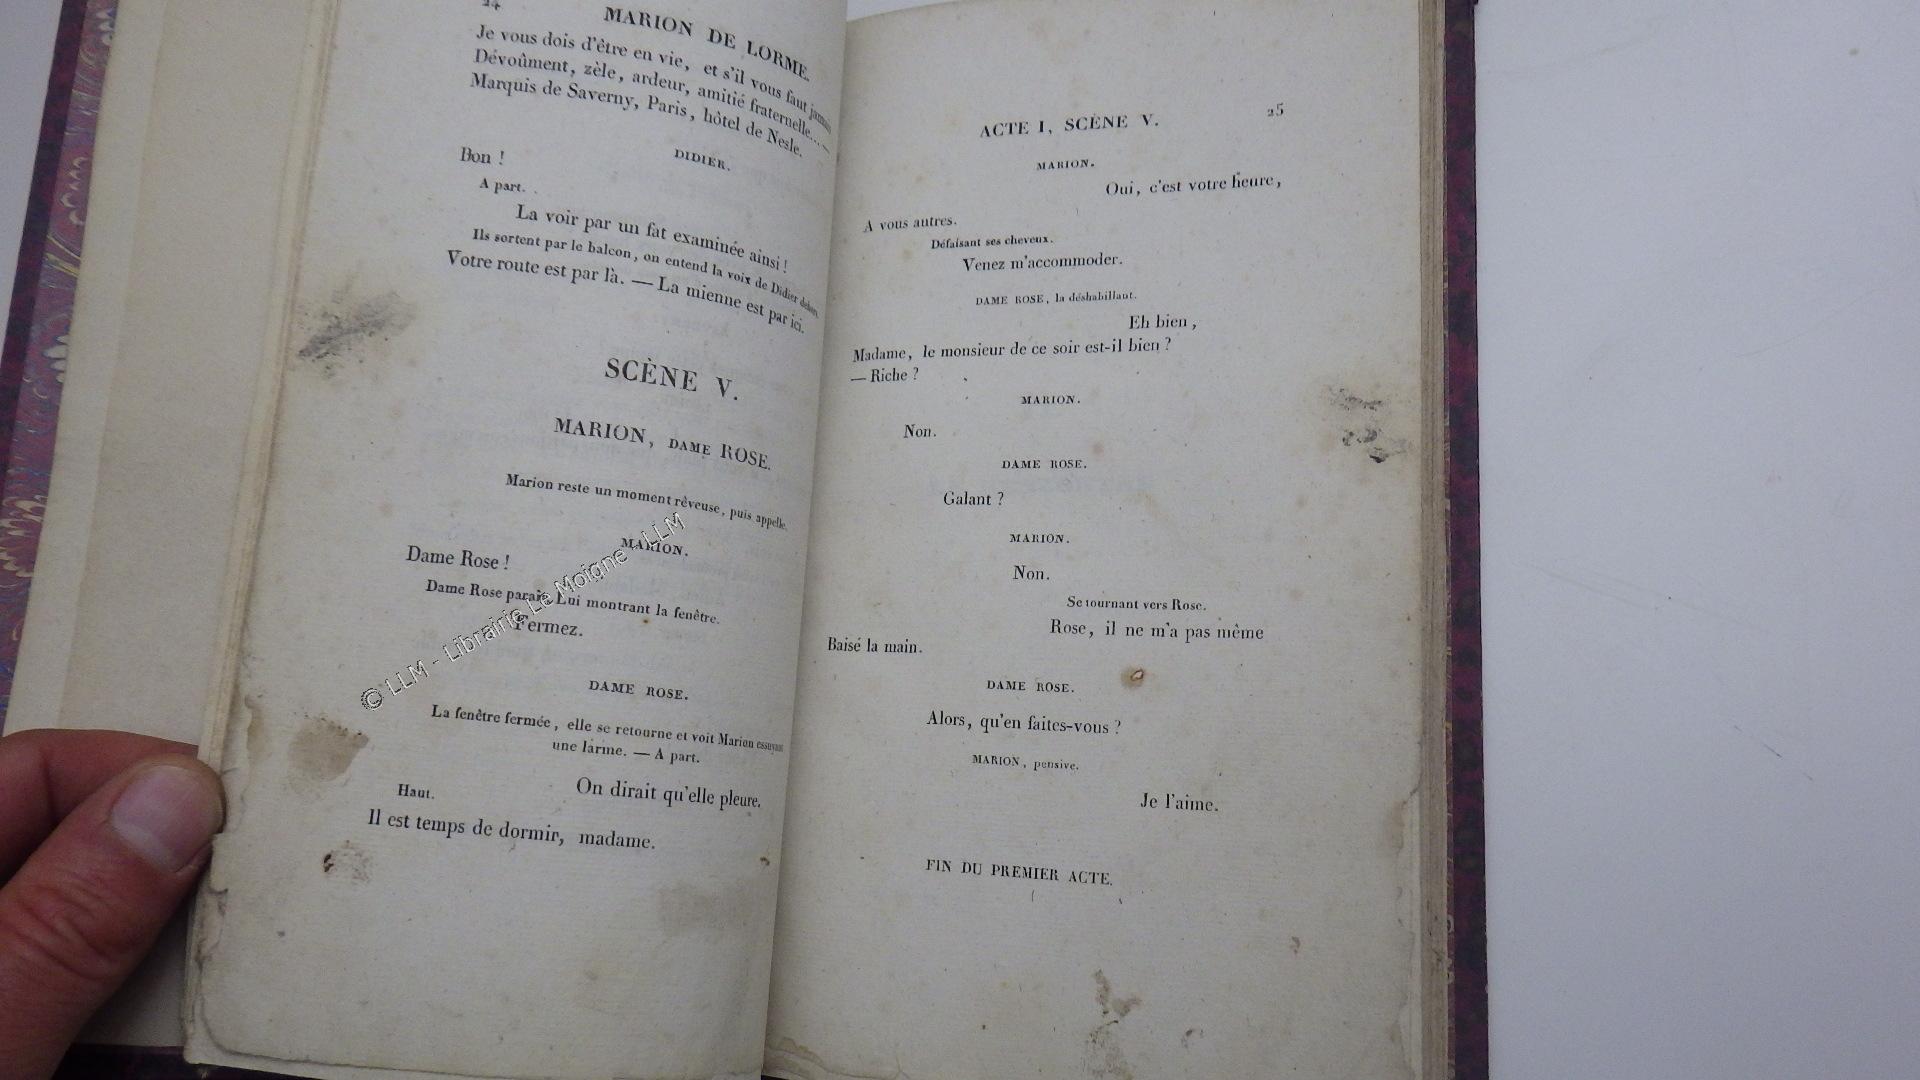 24
MARION DE LORME.
Je vous dois d'être en vie, et s'il vous faut jamais
Dévoûment, zèle, ardeur, amitié fraternelle...—
Marquis de Saverny, Paris, hôtel de Nesle.
DIDIER.
Bon !
A part.
La voir par un fat examinée ainsi !
Ils sortent par le balcon, on entend la voix de Didier dehors.
Votre route est par là. — La mienne est par ici.
SCÈNE V.
MARION, DAME ROSE.
Marion reste un moment rêveuse, puis appelle.
MARION.
Dame Rose !
Dame Rose paraît. Lui montrant la fenêtre.
Fermez.
DAME ROSE.
La fenêtre fermée, elle se retourne et voit Marion essuyant
une larme. — A part.
On dirait qu'elle pleure.
Haut.
Il est temps de dormir, madame.
© LLM - Librairie Le Moigne - LLM
ACTE I, SCÈNE V.
25
MARION.
Oui, c'est votre heure,
A vous autres.
Défaisant ses cheveux.
Venez m'accommoder.
DAME ROSE, la déshabillant.
Eh bien,
Madame, le monsieur de ce soir est-il bien ?
— Riche ?
MARION.
Non.
DAME ROSE.
Galant ?
MARION.
Non.
Se tournant vers Rose.
Rose, il ne m'a pas même
Baisé la main.
DAME ROSE.
Alors, qu'en faites-vous ?
MARION, pensive.
Je l'aime.
FIN DU PREMIER ACTE.